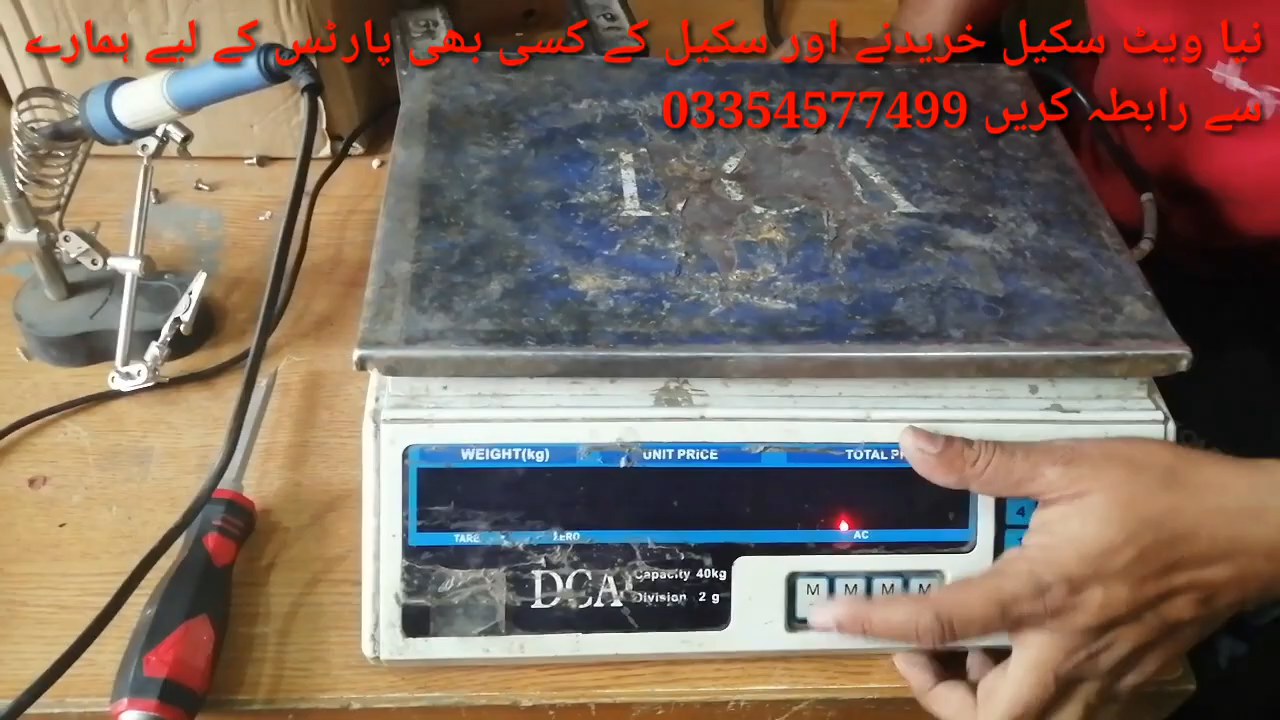 نیا ویٹ سکیل خریدنے اور سکیل کے کسی بھی پارٹس کے لیے ہمارے
سے رابطہ کریں 03354577499
WEIGHT(kg) UNIT PRICE TOTAL
TARE ZERO AC
DCA
Capacity 40kg
Division 2 g
M M M M
4